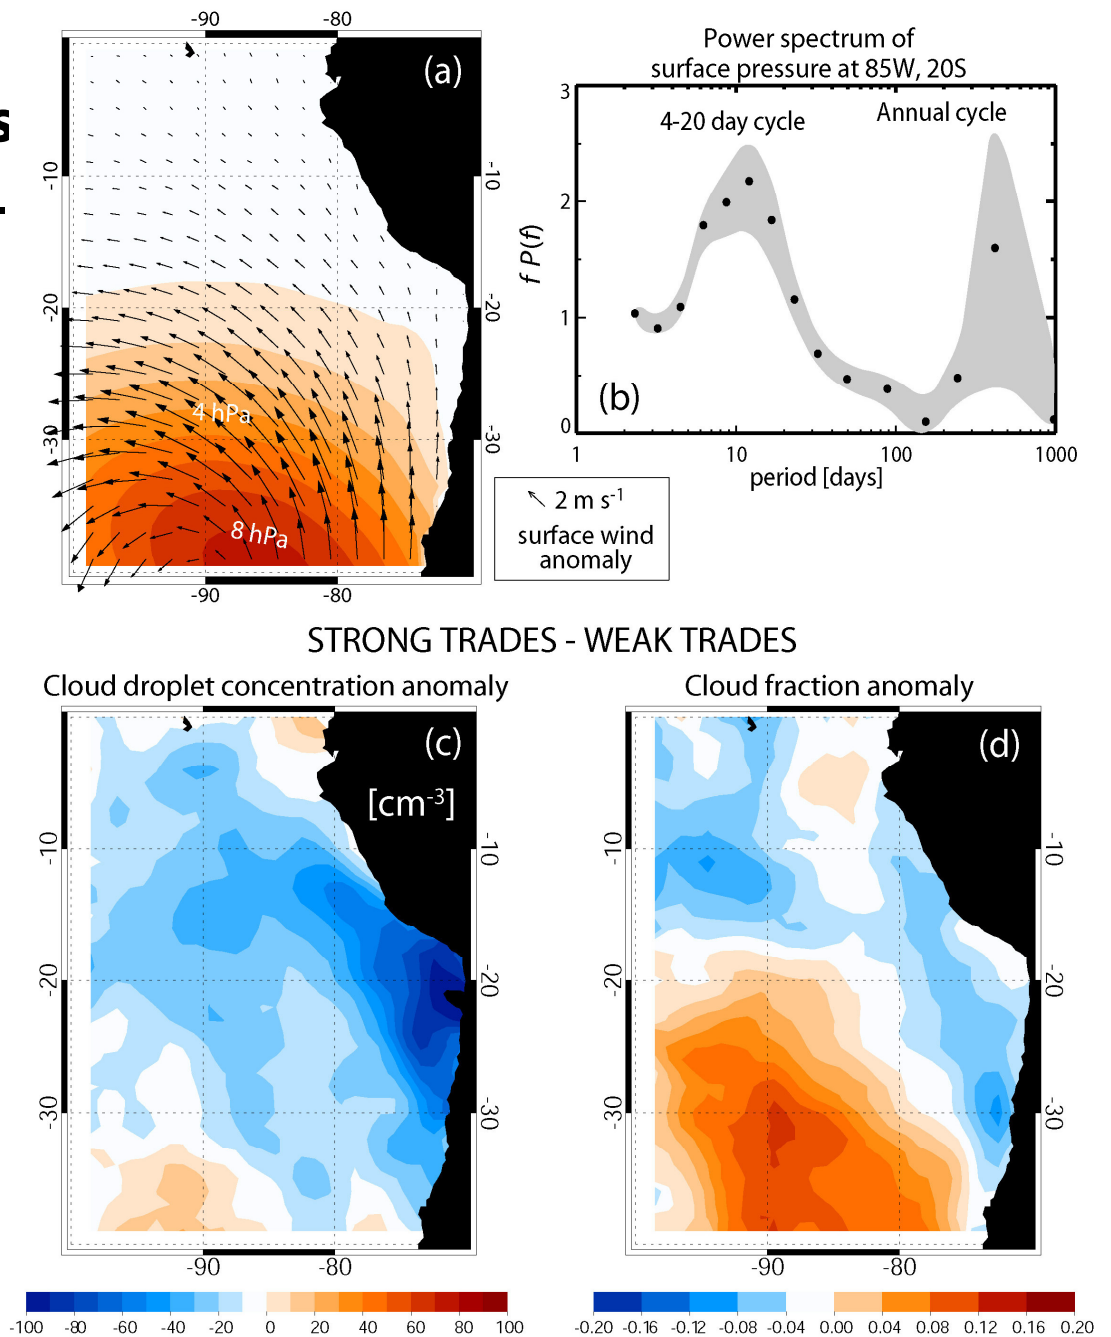 s
-90 -80
(a)
-10 -10
-20 -20
-30 -30
4 hPa
8 hPa
-90 -80
Power spectrum of
surface pressure at 85W, 20S
3
2
1
0
f P(f)
4-20 day cycle
Annual cycle
(b)
1 10 100 1000
period [days]
2 m s⁻¹
surface wind
anomaly
STRONG TRADES - WEAK TRADES
Cloud droplet concentration anomaly
(c)
[cm⁻³]
-10 -10
-20 -20
-30 -30
-90 -80
-100 -80 -60 -40 -20 0 20 40 60 80 100
Cloud fraction anomaly
(d)
-10
-20
-30
-90 -80
-0.20 -0.16 -0.12 -0.08 -0.04 0.00 0.04 0.08 0.12 0.16 0.20